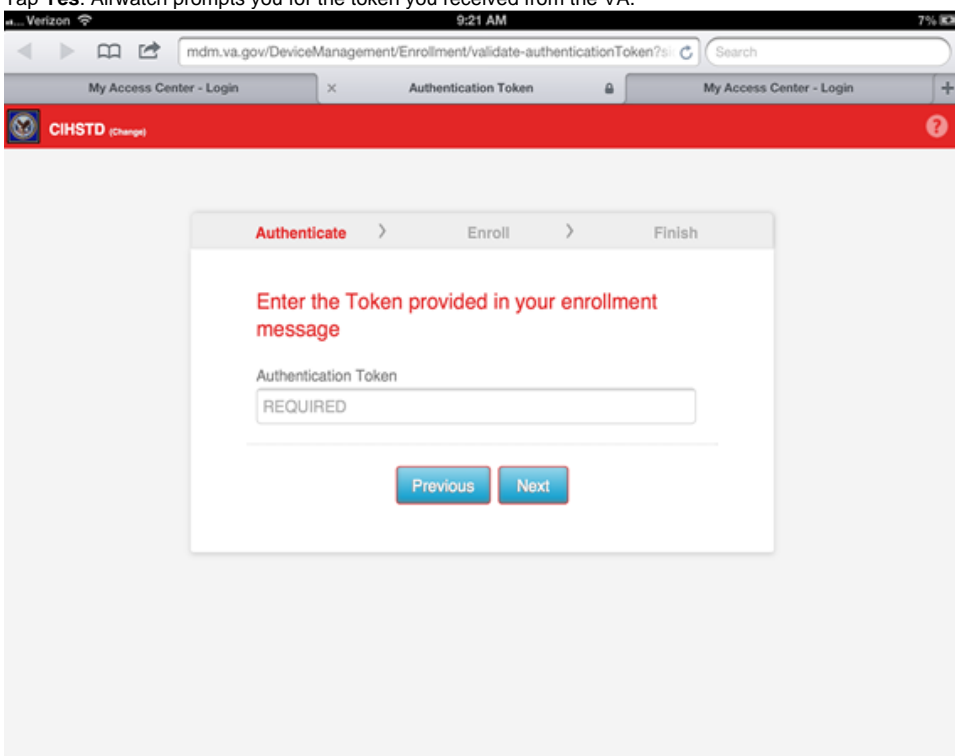 Tap Yes. AirWatch prompts you for the token you received from the VA.
... Verizon 9:21 AM 7%
mdm.va.gov/DeviceManagement/Enrollment/validate-authenticationToken?si Search
My Access Center - Login × Authentication Token My Access Center - Login +
CIHSTD (Change) ?
Authenticate > Enroll > Finish
Enter the Token provided in your enrollment
message
Authentication Token
REQUIRED
Previous Next